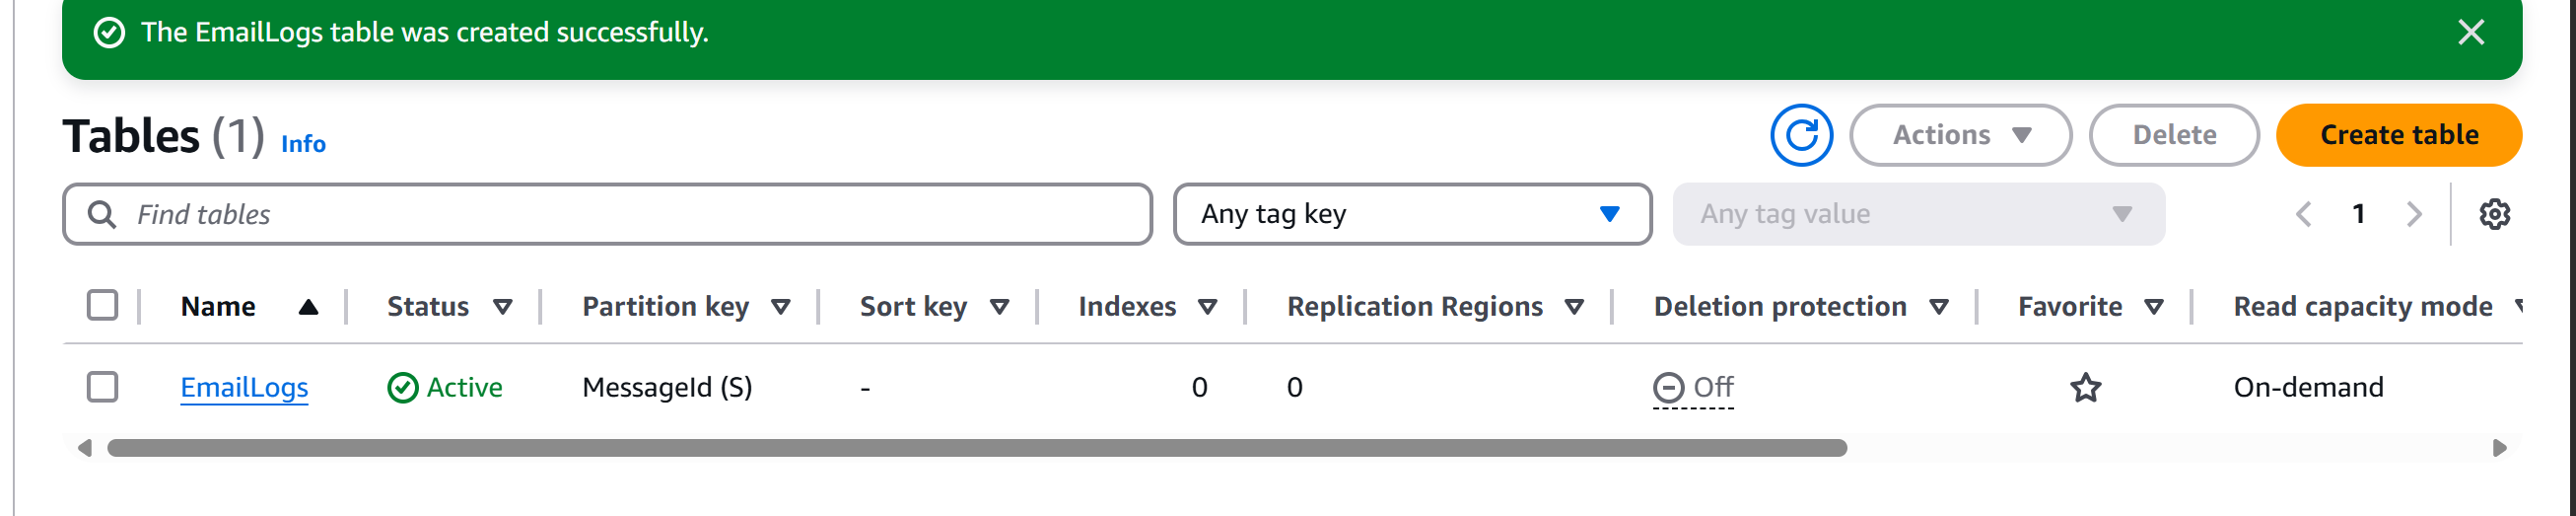 The EmailLogs table was created successfully.
Tables (1) Info
Actions Delete Create table
Find tables Any tag key Any tag value 1
Name Status Partition key Sort key Indexes Replication Regions Deletion protection Favorite Read capacity mode
EmailLogs Active MessageId (S) - 0 0 Off On-demand